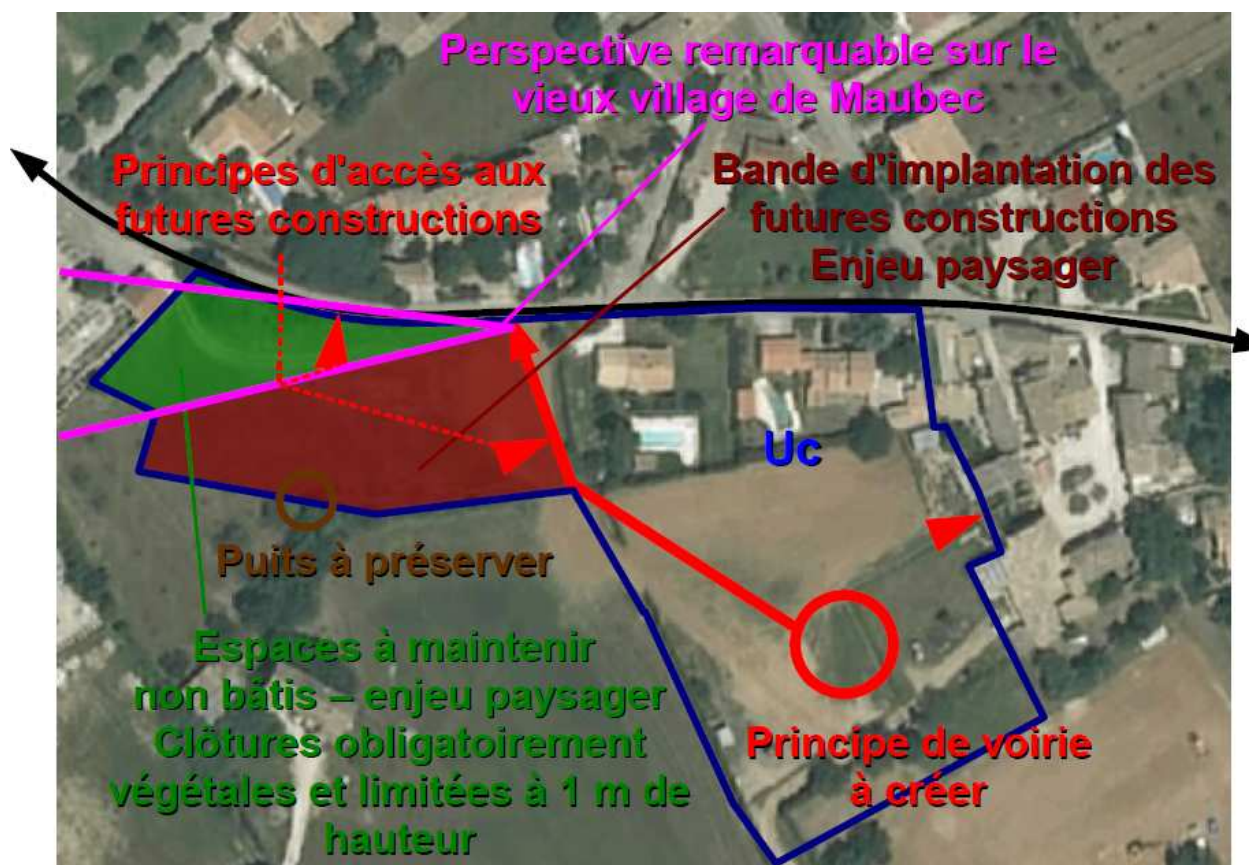 Perspective remarquable sur le
vieux village de Maubec
Principes d'accès aux
futures constructions
Bande d'implantation des
futures constructions
Enjeu paysager
Uc
Puits à préserver
Espaces à maintenir
non bâtis – enjeu paysager
Clôtures obligatoirement
végétales et limitées à 1 m de
hauteur
Principe de voirie
à créer